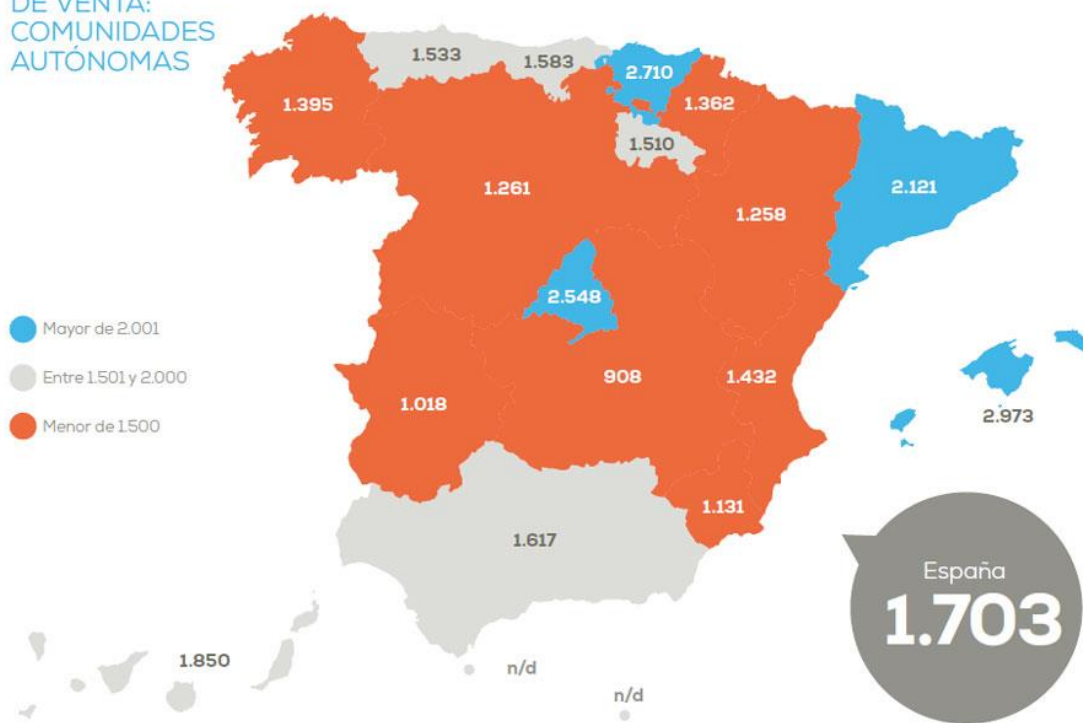 DE VENTA:
COMUNIDADES
AUTÓNOMAS
1.533
1.583
2.710
1.395
1.362
1.510
1.261
2.121
1.258
2.548
Mayor de 2.001
Entre 1.501 y 2.000
Menor de 1.500
908
1.432
1.018
2.973
1.131
1.617
España
1.703
1.850
n/d
n/d